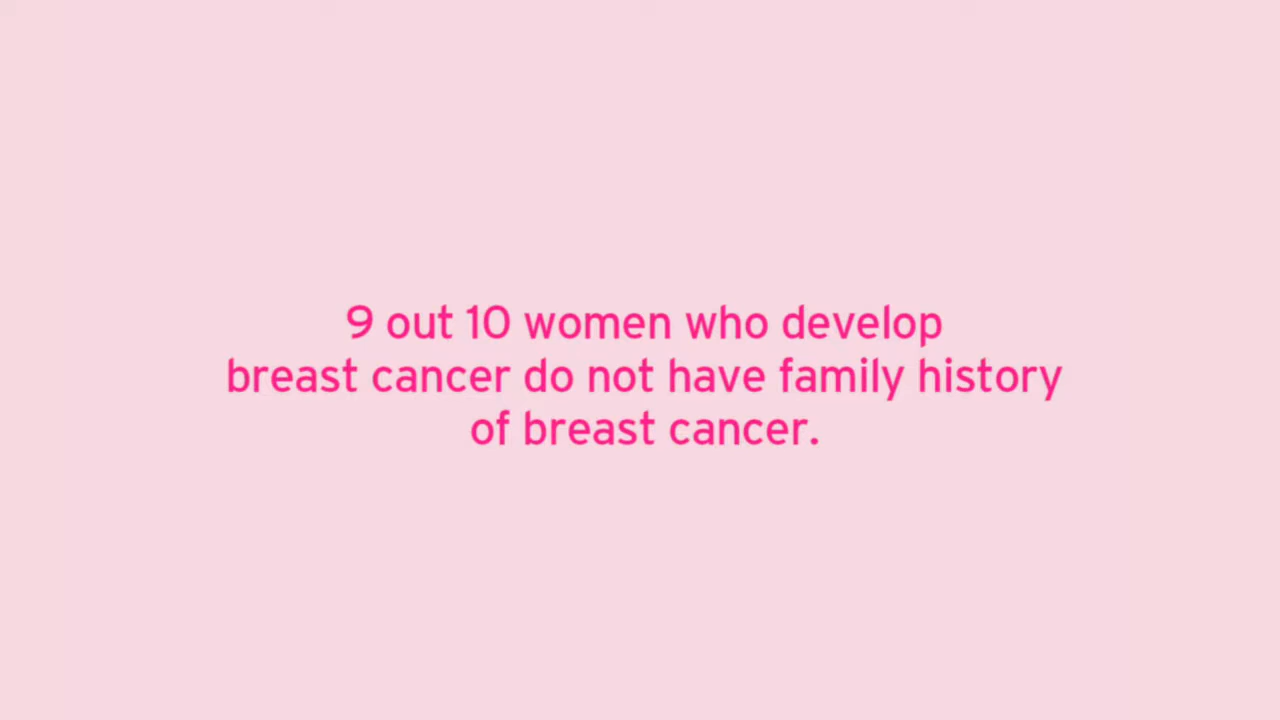 9 out 10 women who develop
breast cancer do not have family history
of breast cancer.